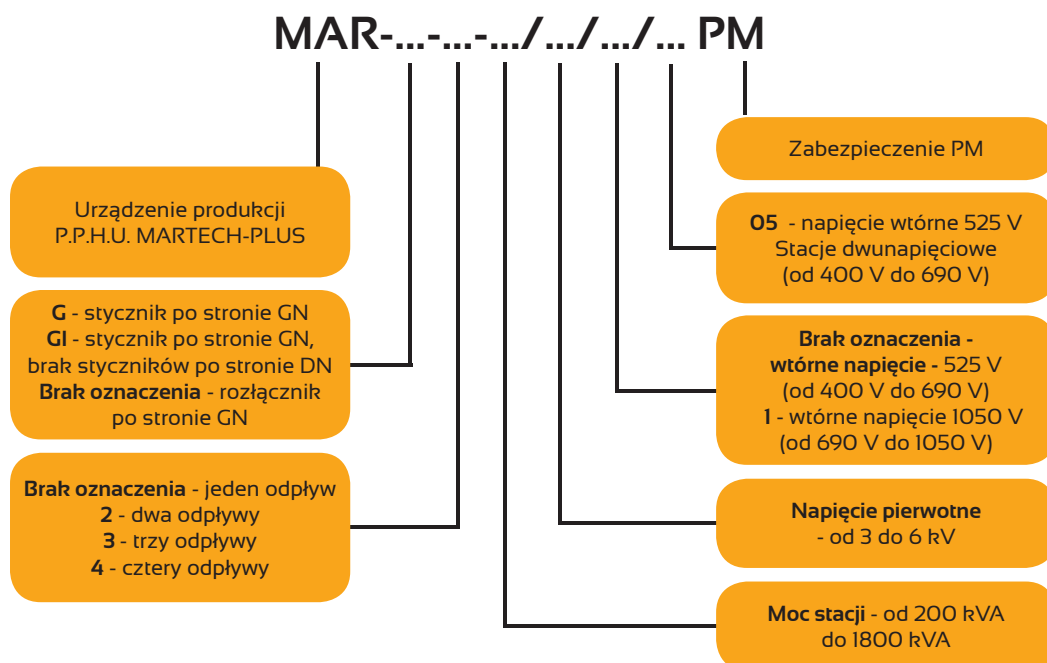 MAR-...-...-.../.../.../... PM
Urządzenie produkcji
P.P.H.U. MARTECH-PLUS
G - stycznik po stronie GN
GI - stycznik po stronie GN,
brak styczników po stronie DN
Brak oznaczenia - rozłącznik
po stronie GN
Brak oznaczenia - jeden odpływ
2 - dwa odpływy
3 - trzy odpływy
4 - cztery odpływy
Zabezpieczenie PM
05 - napięcie wtórne 525 V
Stacje dwunapięciowe
(od 400 V do 690 V)
Brak oznaczenia -
wtórne napięcie - 525 V
(od 400 V do 690 V)
1 - wtórne napięcie 1050 V
(od 690 V do 1050 V)
Napięcie pierwotne
- od 3 do 6 kV
Moc stacji - od 200 kVA
do 1800 kVA